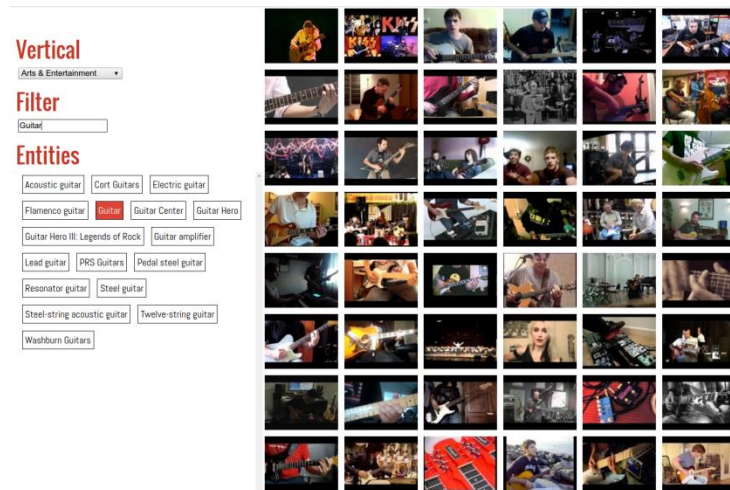 Vertical
Arts & Entertainment
Filter
Guitar
Entities
Acoustic guitar Cort Guitars Electric guitar
Flamenco guitar Guitar Guitar Center Guitar Hero
Guitar Hero III: Legends of Rock Guitar amplifier
Lead guitar PRS Guitars Pedal steel guitar
Resonator guitar Steel guitar
Steel-string acoustic guitar Twelve-string guitar
Washburn Guitars
KISS